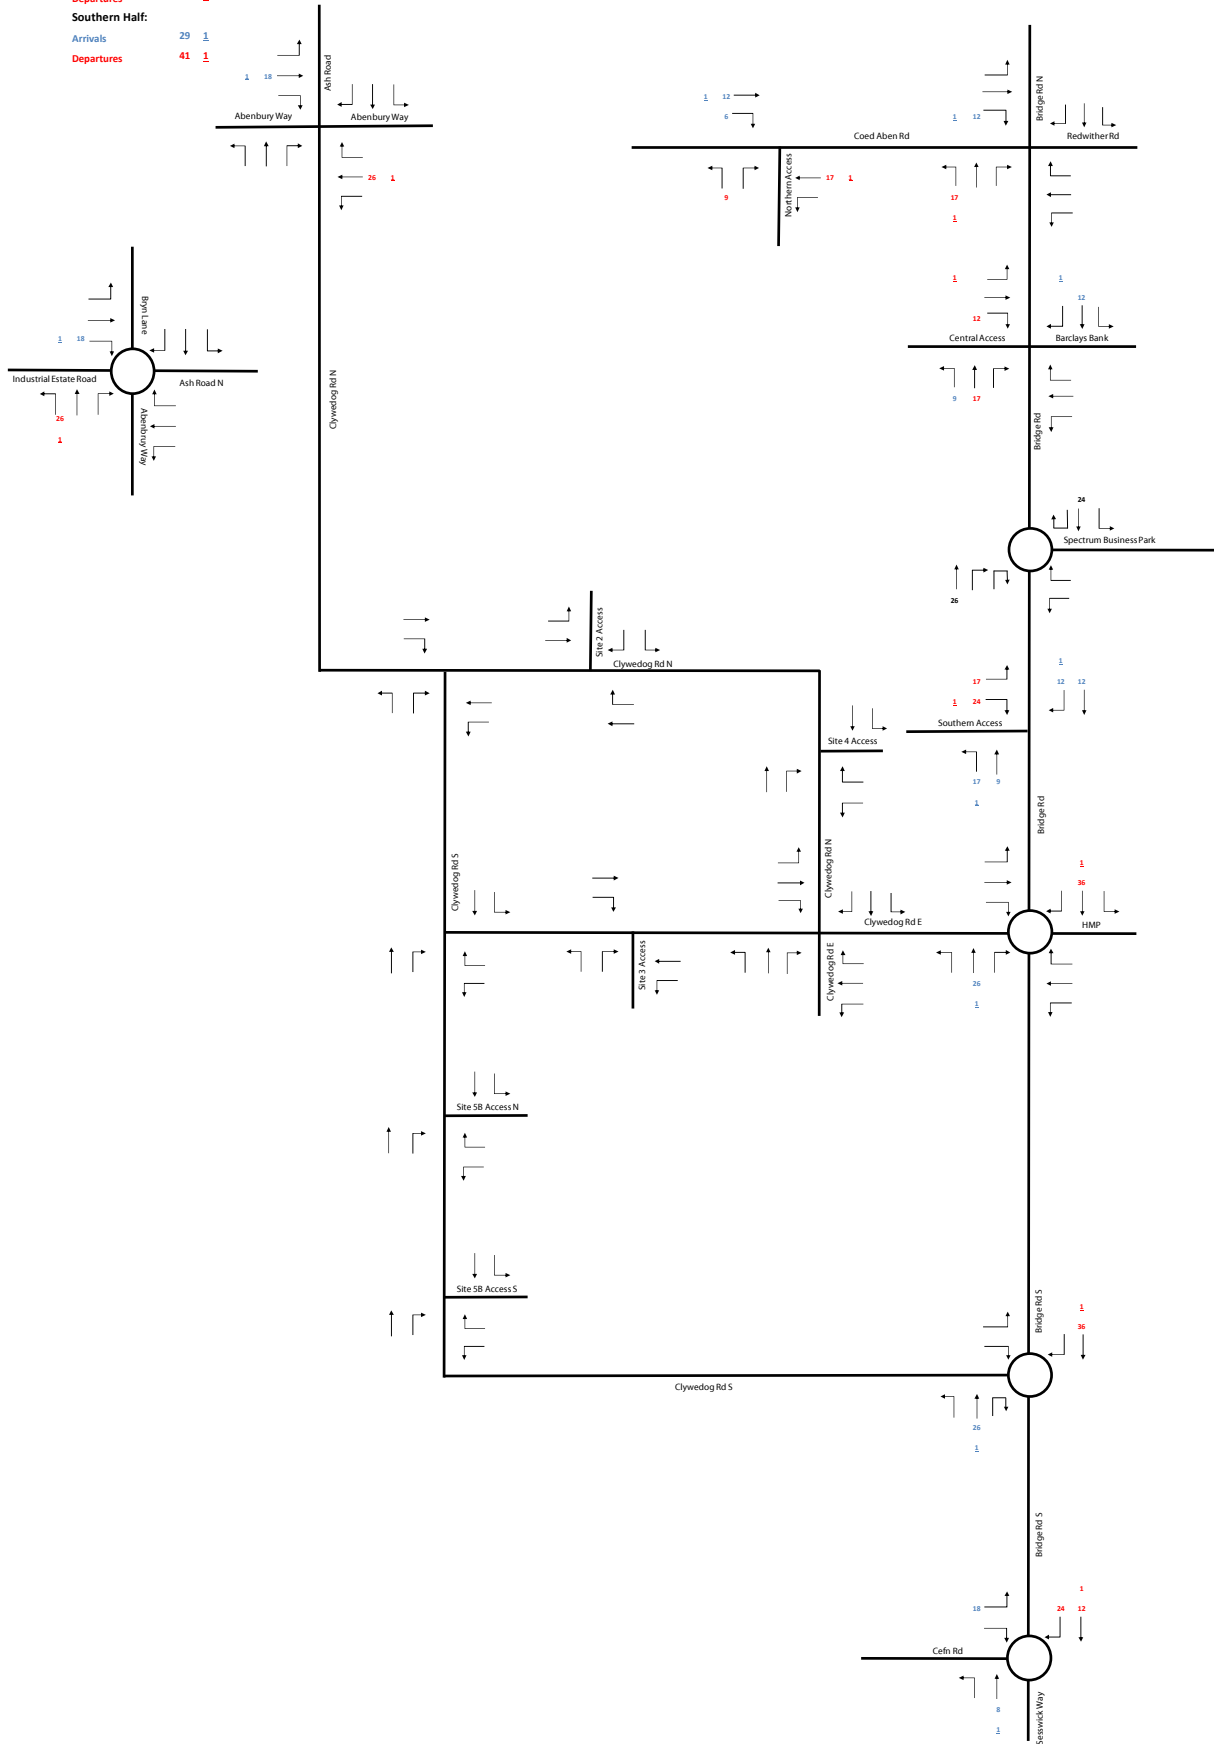 Departures
Southern Half:
Arrivals 29 1
Departures 41 1
Ash Road
1 18
Abenbury Way
Abenbury Way
26 1
1 12
6
Coed Aben Rd
1 12
Bridge Rd N
Redwither Rd
Northern Access
9
17 1
17
1
Bryn Lane
1 18
Industrial Estate Road
Ash Road N
26
1
Abenbruy Way
Clywedog Rd N
1
12
1
12
Central Access
Barclays Bank
9 17
Bridge Rd
24
Spectrum Business Park
26
Site 2 Access
Clywedog Rd N
17
1 24
1
12 12
Southern Access
17 9
1
Site 4 Access
Bridge Rd
Clywedog Rd S
Clywedog Rd N
Clywedog Rd E
1
36
HMP
Site 3 Access
Clywedog Rd E
26
1
Site 5B Access N
Site 5B Access S
Bridge Rd S
1
36
Clywedog Rd S
26
1
Bridge Rd S
18
1
24 12
Cefn Rd
8
1
Sesswick Way